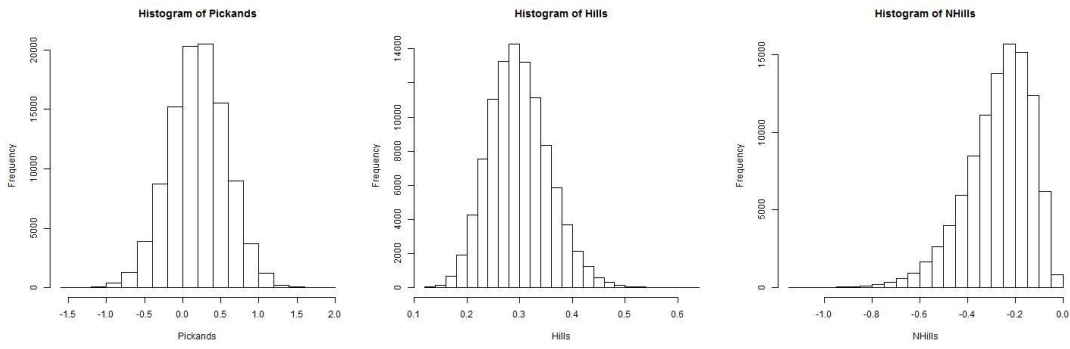 Histogram of Pickands
Frequency
20000
15000
10000
5000
0
-1.5 -1.0 -0.5 0.0 0.5 1.0 1.5 2.0
Pickands
Histogram of Hills
Frequency
14000
10000
8000
6000
4000
2000
0
0.1 0.2 0.3 0.4 0.5 0.6
Hills
Histogram of NHills
Frequency
15000
10000
5000
0
-1.0 -0.8 -0.6 -0.4 -0.2 0.0
NHills